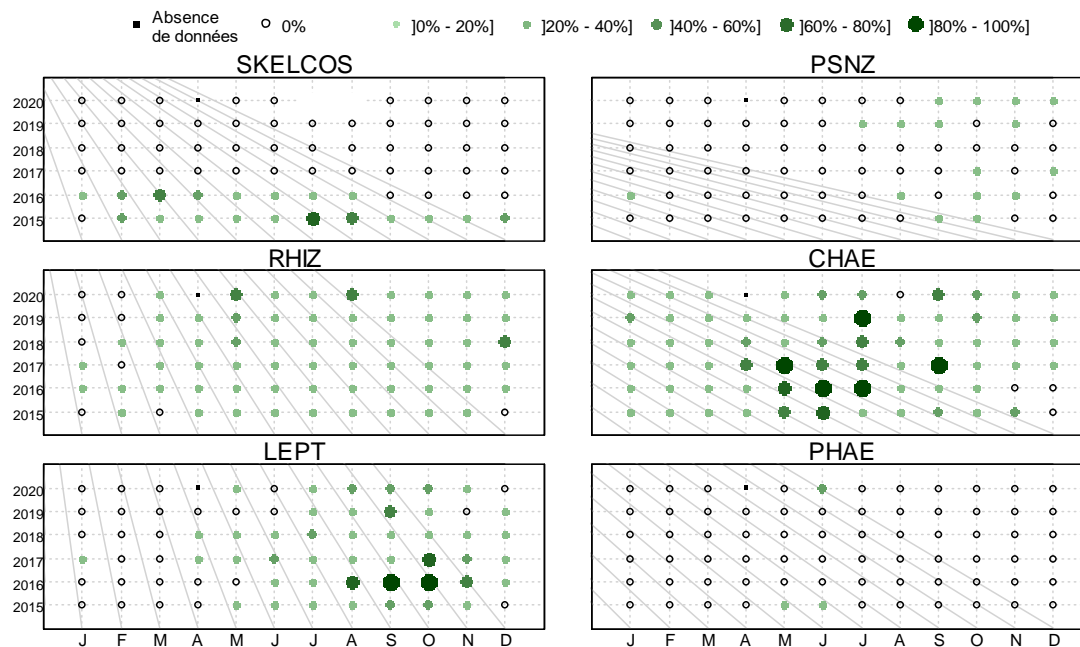 Absence
de données
0%
]0% - 20%]
]20% - 40%]
]40% - 60%]
]60% - 80%]
]80% - 100%]
SKELCOS
PSNZ
2020
2019
2018
2017
2016
2015
RHIZ
CHAE
2020
2019
2018
2017
2016
2015
LEPT
PHAE
2020
2019
2018
2017
2016
2015
J F M A M J J A S O N D
J F M A M J J A S O N D